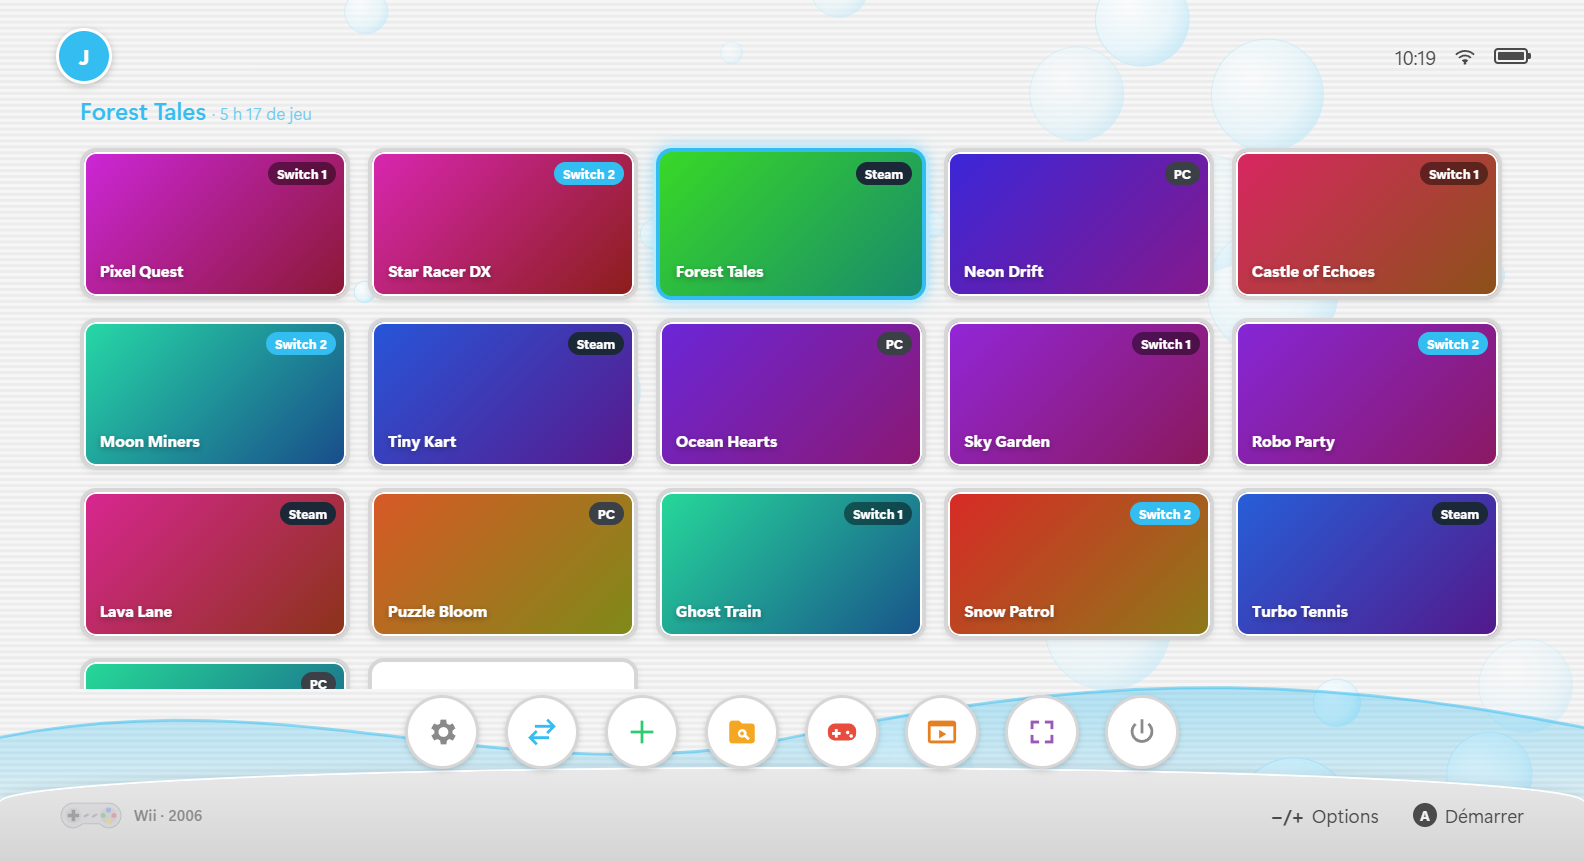 J
10:19
Forest Tales · 5 h 17 de jeu
Switch 1
Pixel Quest
Switch 2
Star Racer DX
Steam
Forest Tales
PC
Neon Drift
Switch 1
Castle of Echoes
Switch 2
Moon Miners
Steam
Tiny Kart
PC
Ocean Hearts
Switch 1
Sky Garden
Switch 2
Robo Party
Steam
Lava Lane
PC
Puzzle Bloom
Switch 1
Ghost Train
Switch 2
Snow Patrol
Steam
Turbo Tennis
PC
Wii · 2006
−/+ Options
A Démarrer